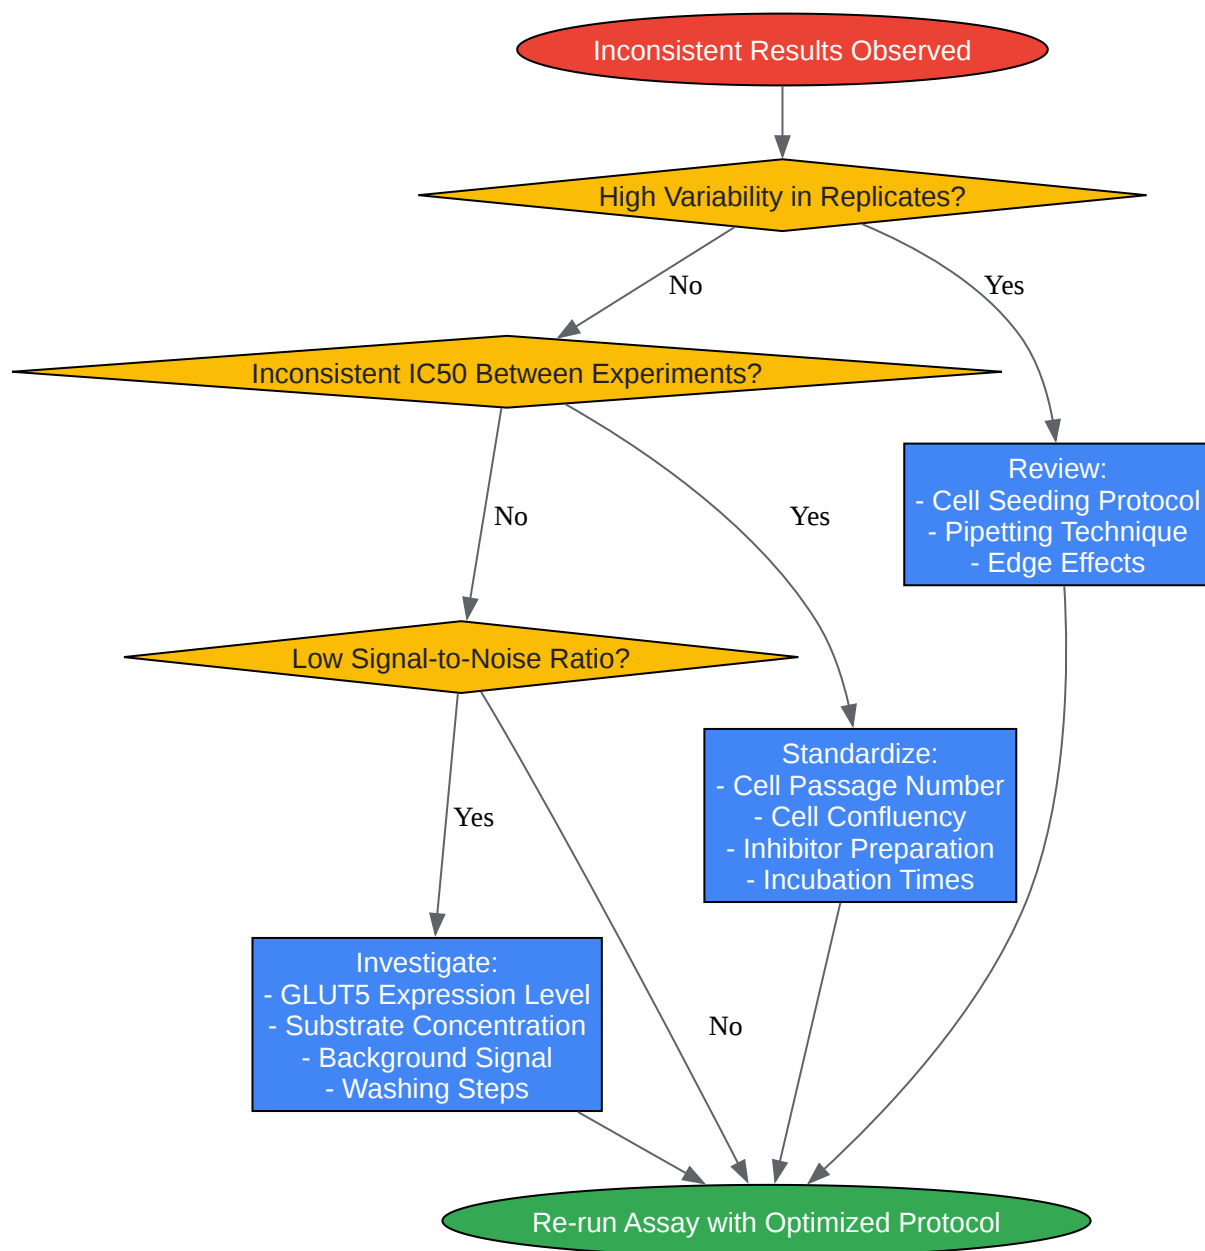 Inconsistent Results Observed
High Variability in Replicates?
No
Yes
Inconsistent IC50 Between Experiments?
Review:
- Cell Seeding Protocol
- Pipetting Technique
- Edge Effects
No
Yes
Low Signal-to-Noise Ratio?
Standardize:
- Cell Passage Number
- Cell Confluency
- Inhibitor Preparation
- Incubation Times
Yes
No
Investigate:
- GLUT5 Expression Level
- Substrate Concentration
- Background Signal
- Washing Steps
Re-run Assay with Optimized Protocol